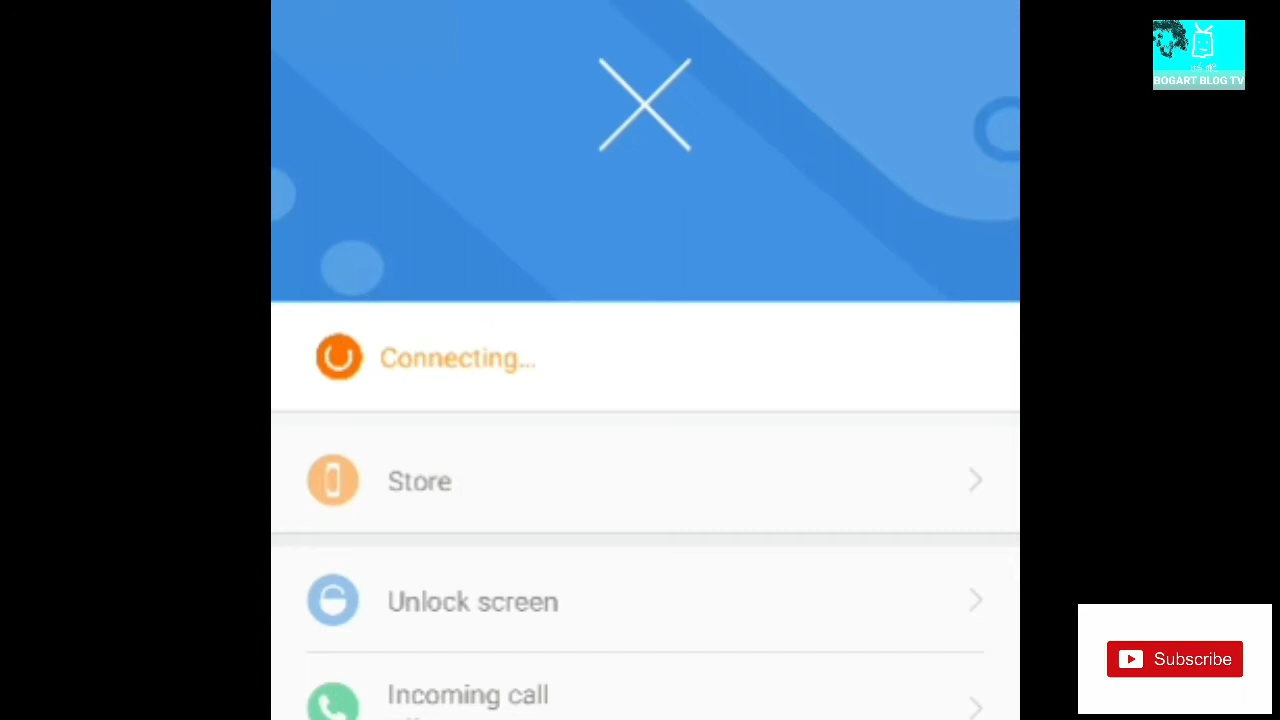 BOGART BLOG TV
Connecting...
Store
Unlock screen
Incoming call
Subscribe